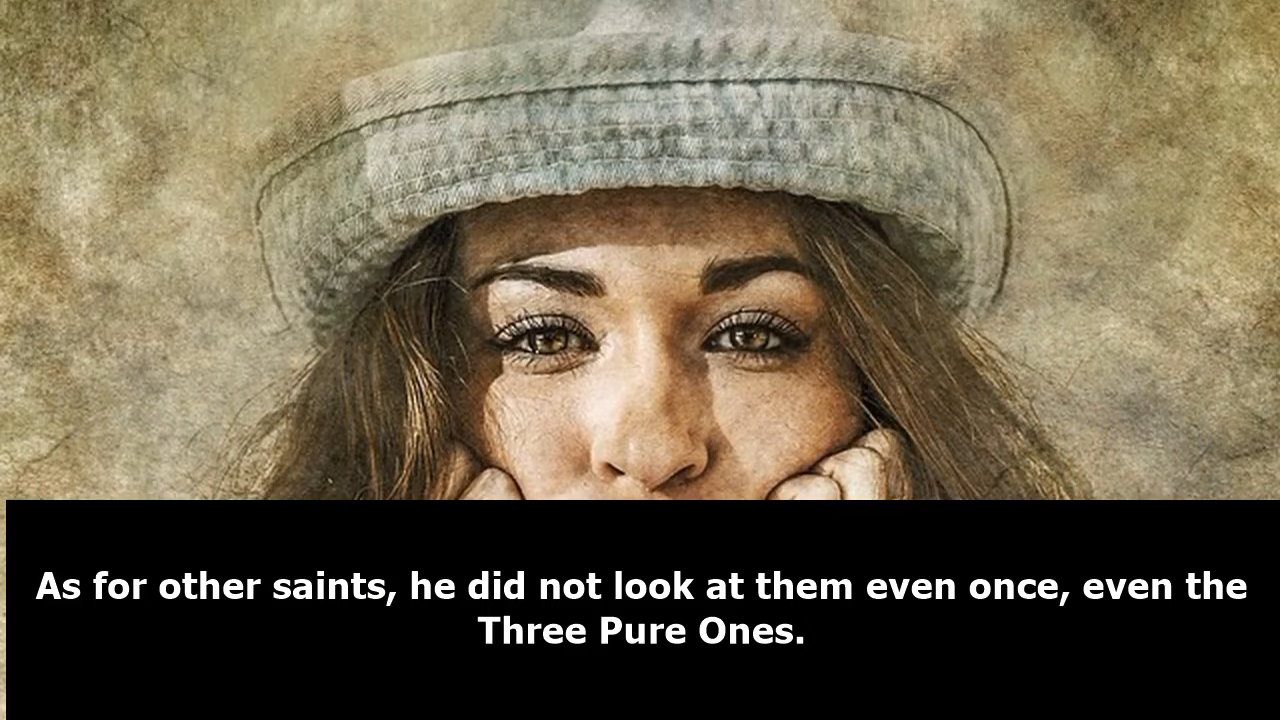 As for other saints, he did not look at them even once, even the
Three Pure Ones.